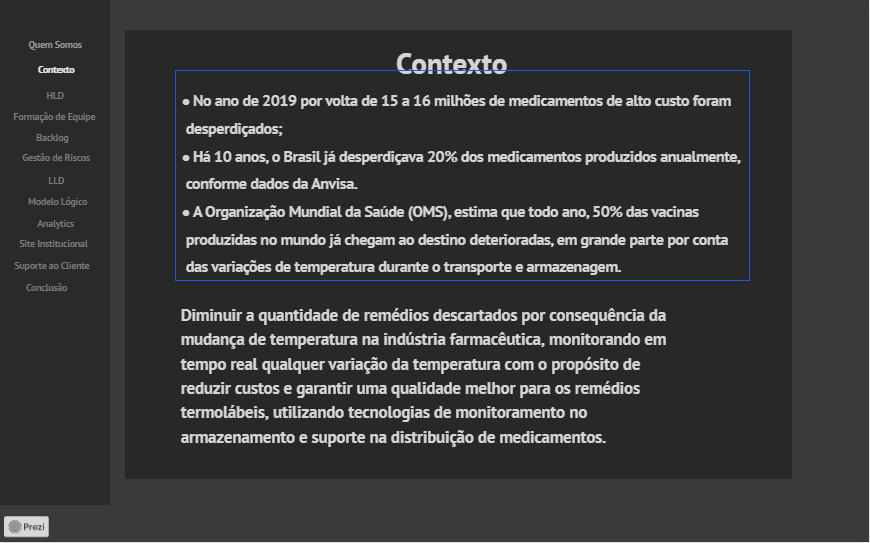 Quem Somos
Contexto
HLD
Formação de Equipe
Backlog
Gestão de Riscos
LLD
Modelo Lógico
Analytics
Site Institucional
Suporte ao Cliente
Conclusão
Contexto
● No ano de 2019 por volta de 15 a 16 milhões de medicamentos de alto custo foram
desperdiçados;
● Há 10 anos, o Brasil já desperdiçava 20% dos medicamentos produzidos anualmente,
conforme dados da Anvisa.
● A Organização Mundial da Saúde (OMS), estima que todo ano, 50% das vacinas
produzidas no mundo já chegam ao destino deterioradas, em grande parte por conta
das variações de temperatura durante o transporte e armazenagem.
Diminuir a quantidade de remédios descartados por consequência da
mudança de temperatura na indústria farmacêutica, monitorando em
tempo real qualquer variação da temperatura com o propósito de
reduzir custos e garantir uma qualidade melhor para os remédios
termolábeis, utilizando tecnologias de monitoramento no
armazenamento e suporte na distribuição de medicamentos.
Prezi